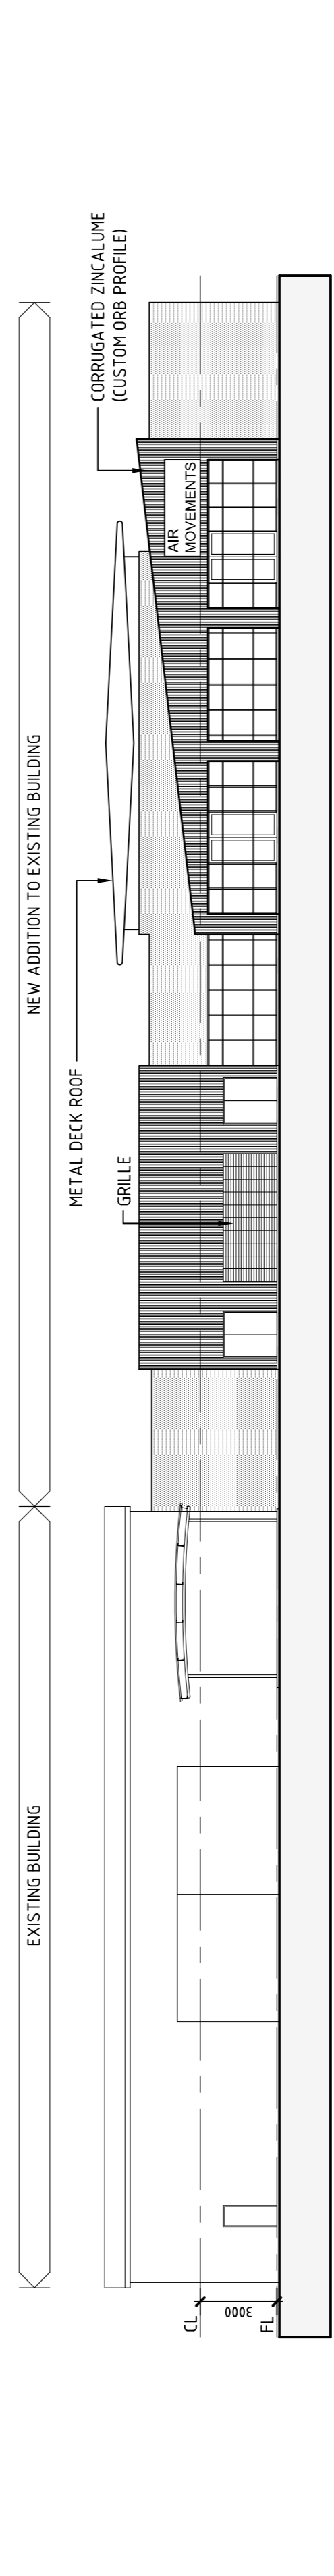 EXISTING BUILDING
NEW ADDITION TO EXISTING BUILDING
METAL DECK ROOF
GRILLE
CORRUGATED ZINCALUME
(CUSTOM ORB PROFILE)
AIR
MOVEMENTS
CL
3000
FL